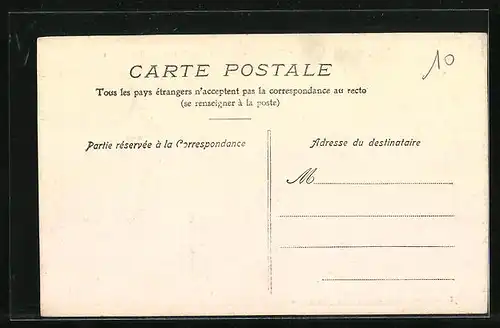 CARTE POSTALE
10
Tous les pays étrangers n'acceptent pas la correspondance au recto
(se renseigner à la poste)
Partie réservée à la Correspondance
Adresse du destinataire
M